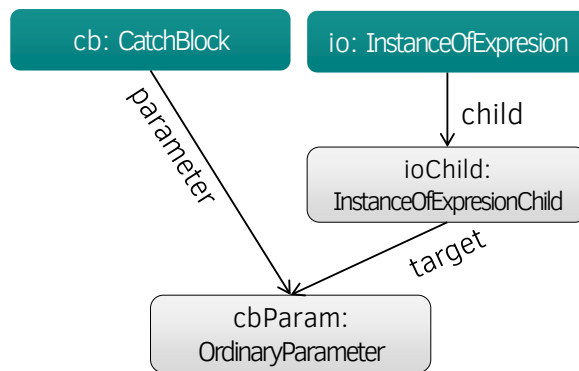 cb: CatchBlock
io: InstanceOfExpresion
parameter
child
ioChild:
InstanceOfExpresionChild
target
cbParam:
OrdinaryParameter